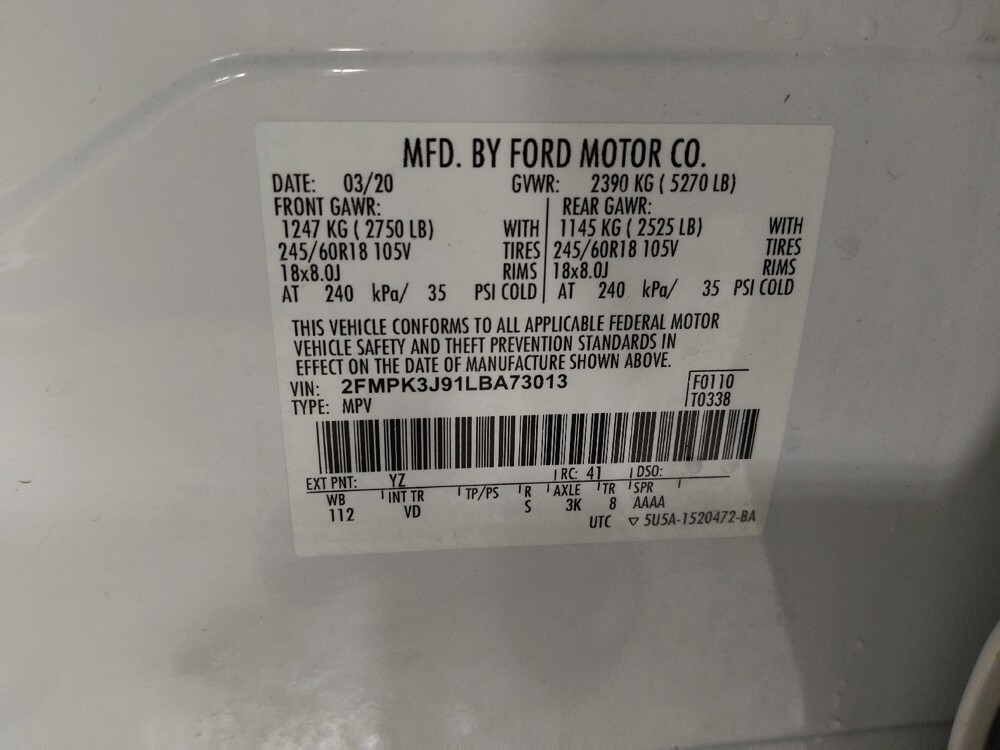 MFD. BY FORD MOTOR CO.
DATE: 03/20 GVWR: 2390 KG ( 5270 LB)
FRONT GAWR: REAR GAWR:
1247 KG ( 2750 LB) WITH 1145 KG ( 2525 LB) WITH
245/60R18 105V TIRES 245/60R18 105V TIRES
18x8.0J RIMS 18x8.0J RIMS
AT 240 kPa/ 35 PSI COLD AT 240 kPa/ 35 PSI COLD
THIS VEHICLE CONFORMS TO ALL APPLICABLE FEDERAL MOTOR
VEHICLE SAFETY AND THEFT PREVENTION STANDARDS IN
EFFECT ON THE DATE OF MANUFACTURE SHOWN ABOVE.
VIN: 2FMPK3J91LBA73013 F0110
TYPE: MPV T0338
EXT PNT: YZ RC: 41 DSO:
WB INT TR TP/PS R AXLE TR SPR
112 VD S 3K 8 AAAA
UTC ▽ 5U5A-1520472-BA